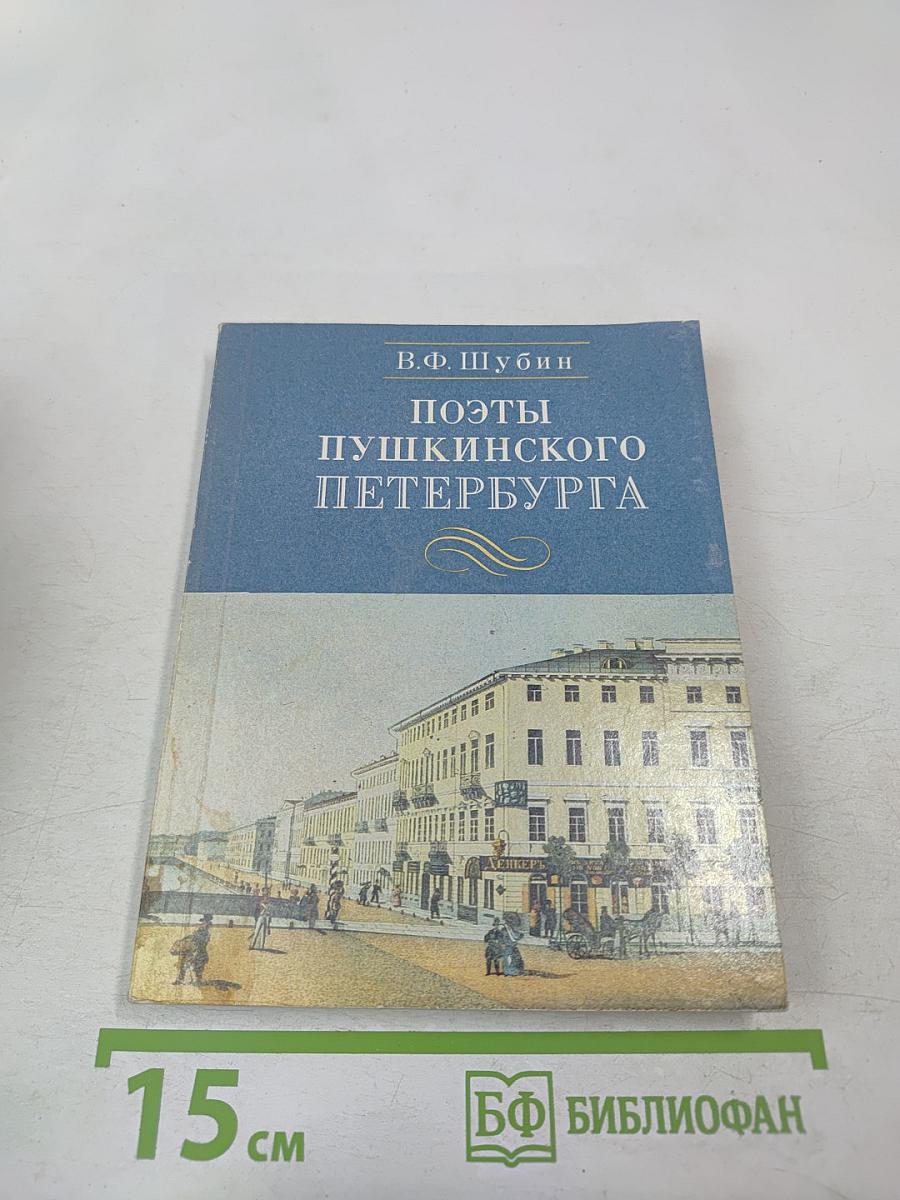 В.Ф. Шубин
ПОЭТЫ
ПУШКИНСКОГО
ПЕТЕРБУРГА
15 см
БФ БИБЛИОФАН